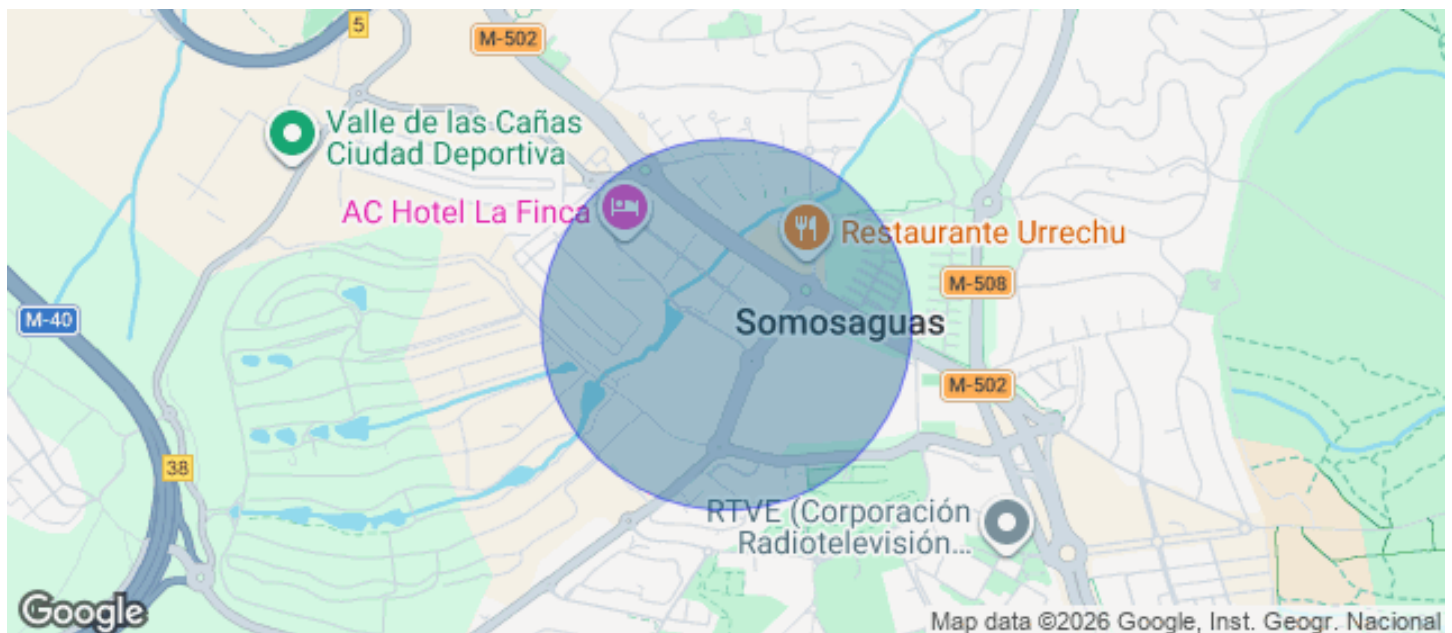 5
M-502
Valle de las Cañas
Ciudad Deportiva
AC Hotel La Finca
Restaurante Urrechu
M-508
M-40
Somosaguas
M-502
38
RTVE (Corporación
Radiotelevisión...
Google
Map data ©2026 Google, Inst. Geogr. Nacional